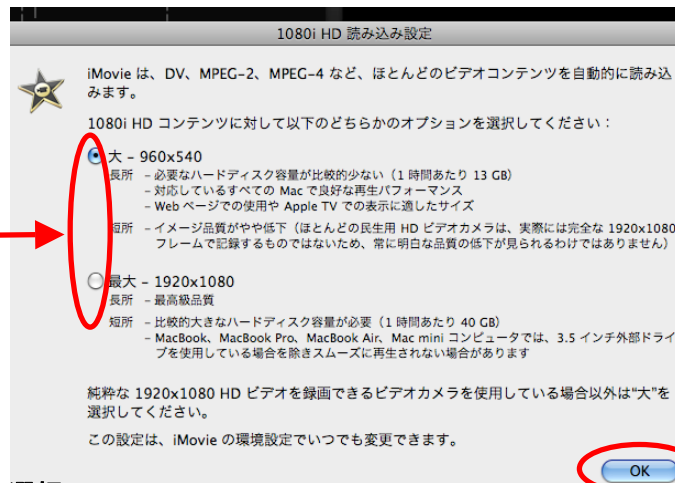 1080i HD 読み込み設定
iMovie は、DV、MPEG-2、MPEG-4 など、ほとんどのビデオコンテンツを自動的に読み込
みます。
1080i HD コンテンツに対して以下のどちらかのオプションを選択してください：
大 – 960x540
長所 – 必要なハードディスク容量が比較的少ない（1 時間あたり 13 GB）
– 対応しているすべての Mac で良好な再生パフォーマンス
– Web ページでの使用や Apple TV での表示に適したサイズ
短所 – イメージ品質がやや低下（ほとんどの民生用 HD ビデオカメラは、実際には完全な 1920x1080
フレームで記録するものではないため、常に明白な品質の低下が見られるわけではありません）
最大 – 1920x1080
長所 – 最高級品質
短所 – 比較的大きなハードディスク容量が必要（1 時間あたり 40 GB）
– MacBook、MacBook Pro、MacBook Air、Mac mini コンピュータでは、3.5 インチ外部ドライ
ブを使用している場合を除きスムーズに再生されない場合があります
純粋な 1920x1080 HD ビデオを録画できるビデオカメラを使用している場合以外は“大”を
選択してください。
この設定は、iMovie の環境設定でいつでも変更できます。
OK